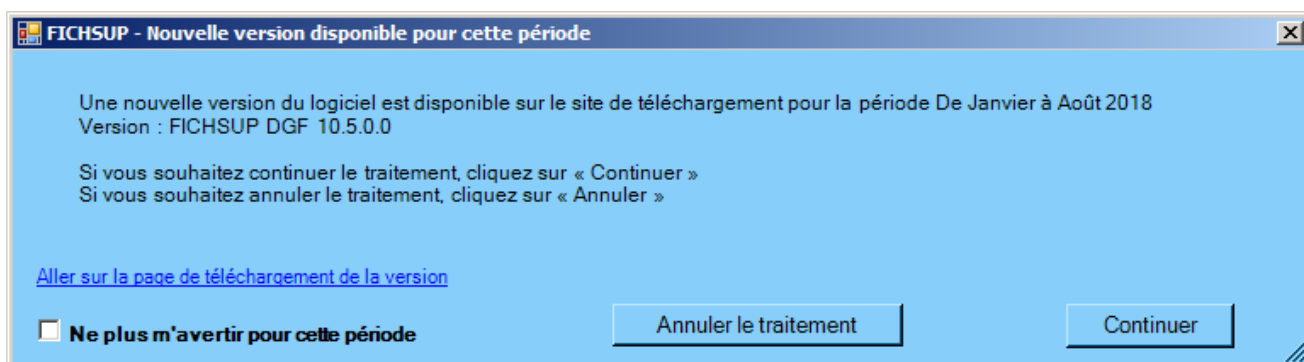 FICHSUP - Nouvelle version disponible pour cette période
Une nouvelle version du logiciel est disponible sur le site de téléchargement pour la période De Janvier à Août 2018
Version : FICHSUP DGF 10.5.0.0
Si vous souhaitez continuer le traitement, cliquez sur « Continuer »
Si vous souhaitez annuler le traitement, cliquez sur « Annuler »
Aller sur la page de téléchargement de la version
Ne plus m'avertir pour cette période
Annuler le traitement
Continuer